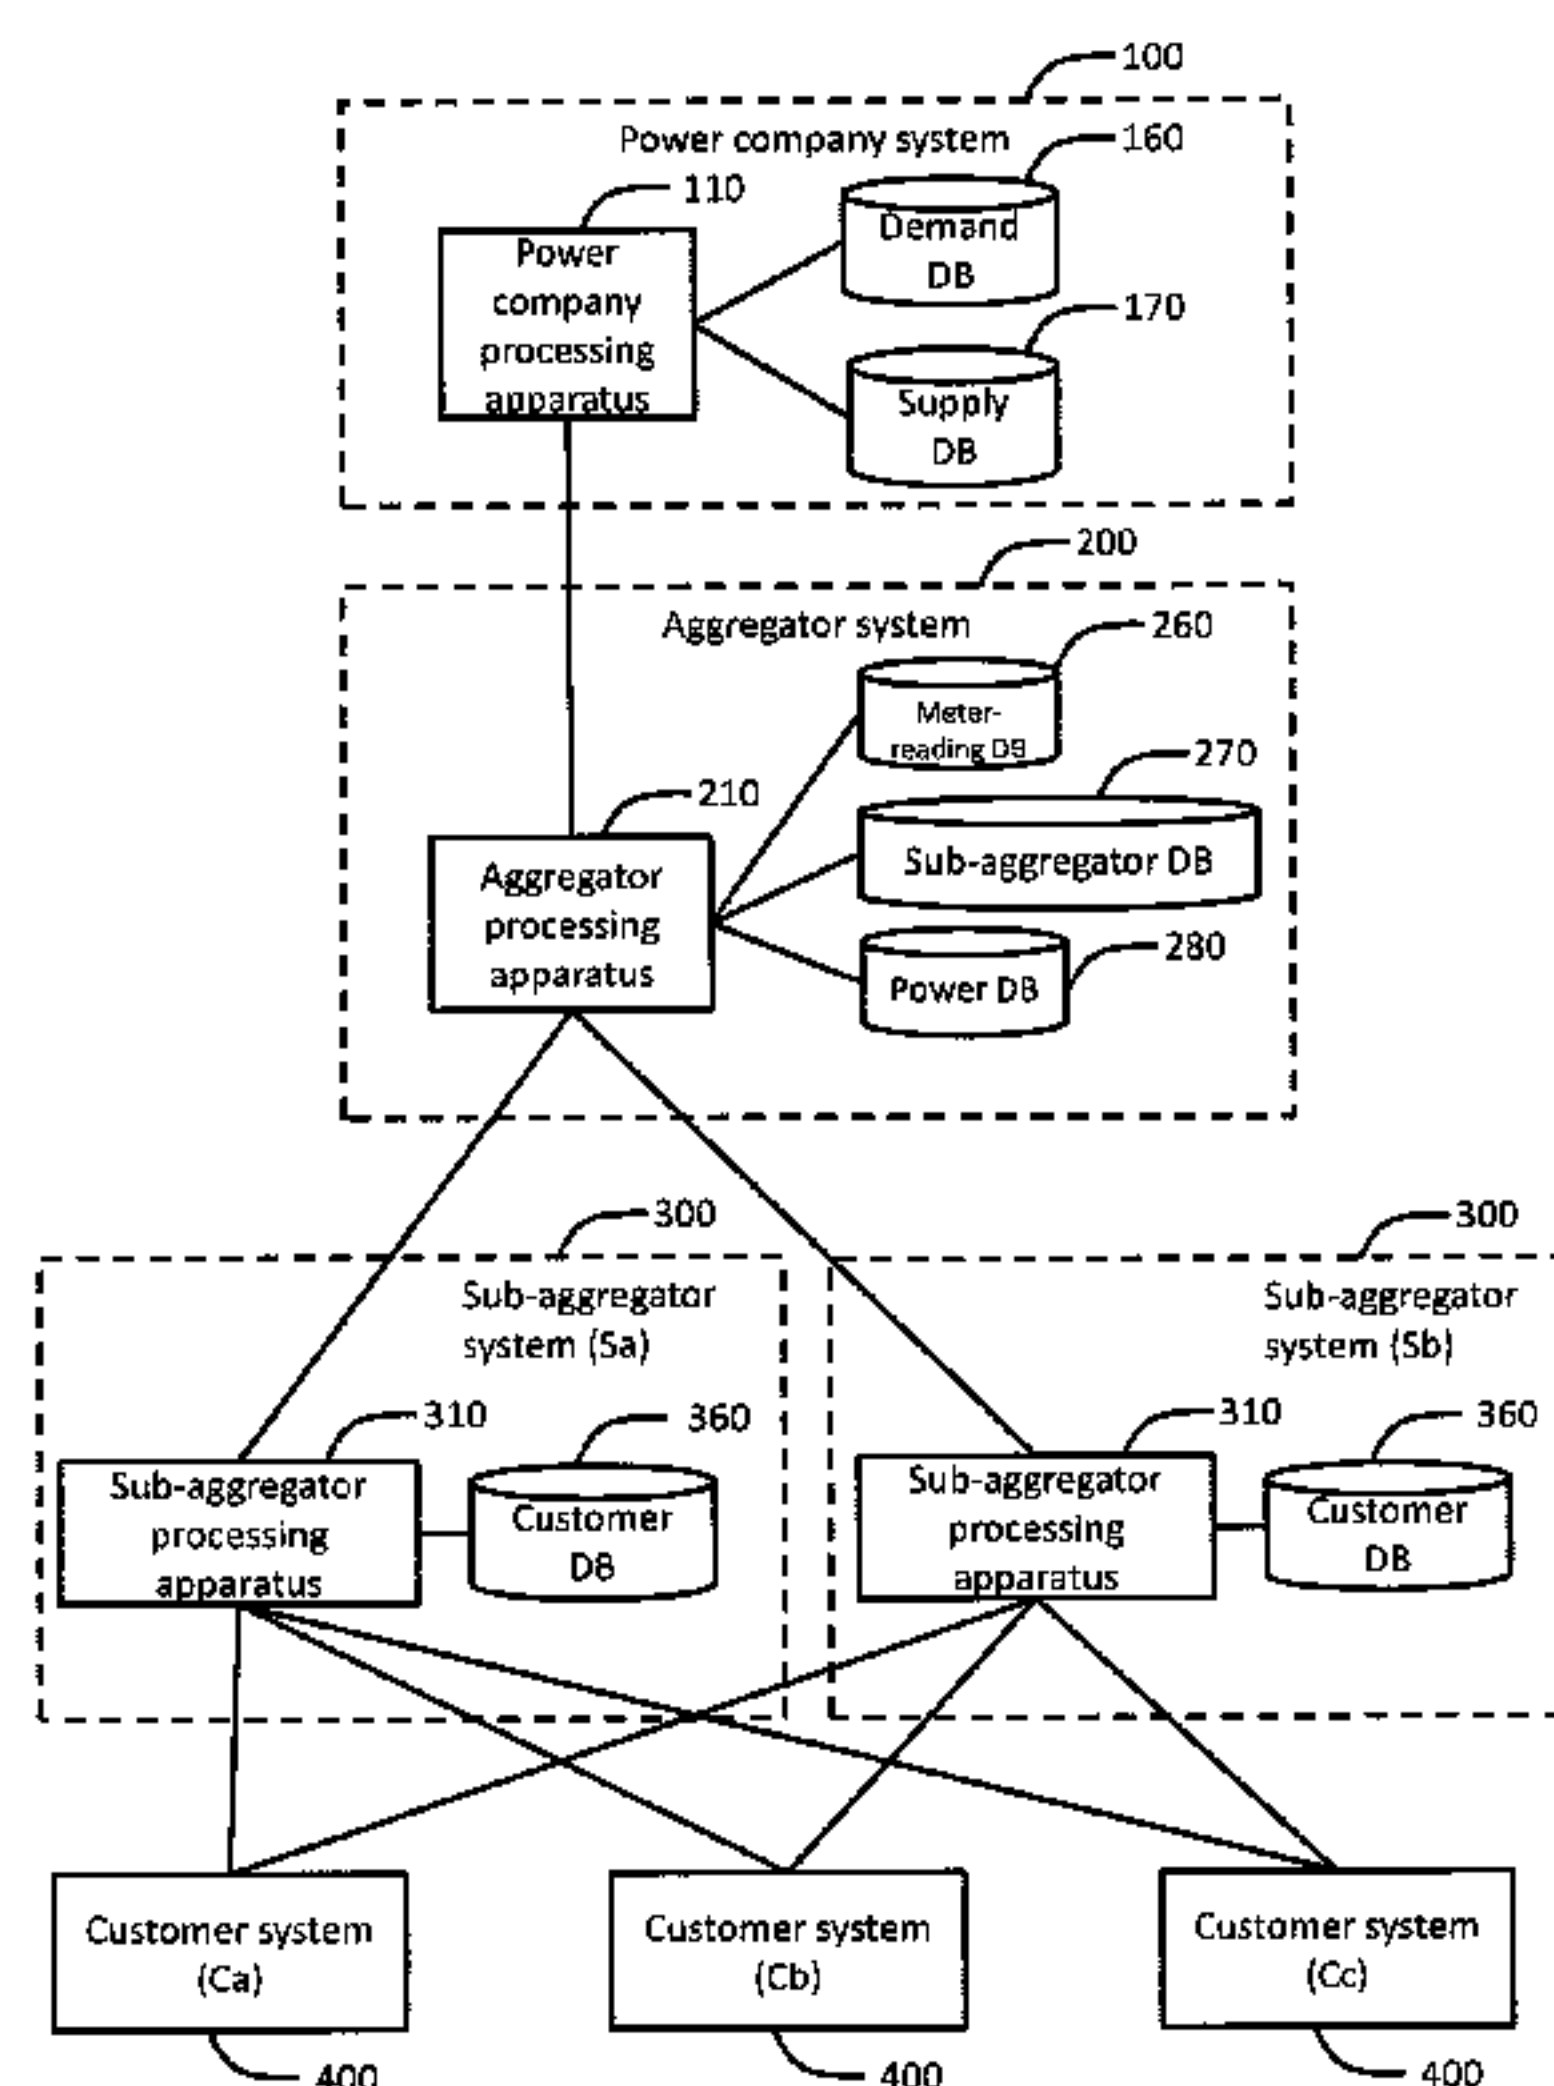 100
Power company system
160
110
Demand
DB
Power
company
processing
apparatus
170
Supply
DB
200
Aggregator system
260
Meter-
reading DB
270
210
Sub-aggregator DB
Aggregator
processing
apparatus
280
Power DB
300
300
Sub-aggregator
system (Sa)
Sub-aggregator
system (Sb)
310
360
310
360
Sub-aggregator
processing
apparatus
Customer
DB
Sub-aggregator
processing
apparatus
Customer
DB
Customer system
(Ca)
Customer system
(Cb)
Customer system
(Cc)
400
400
400